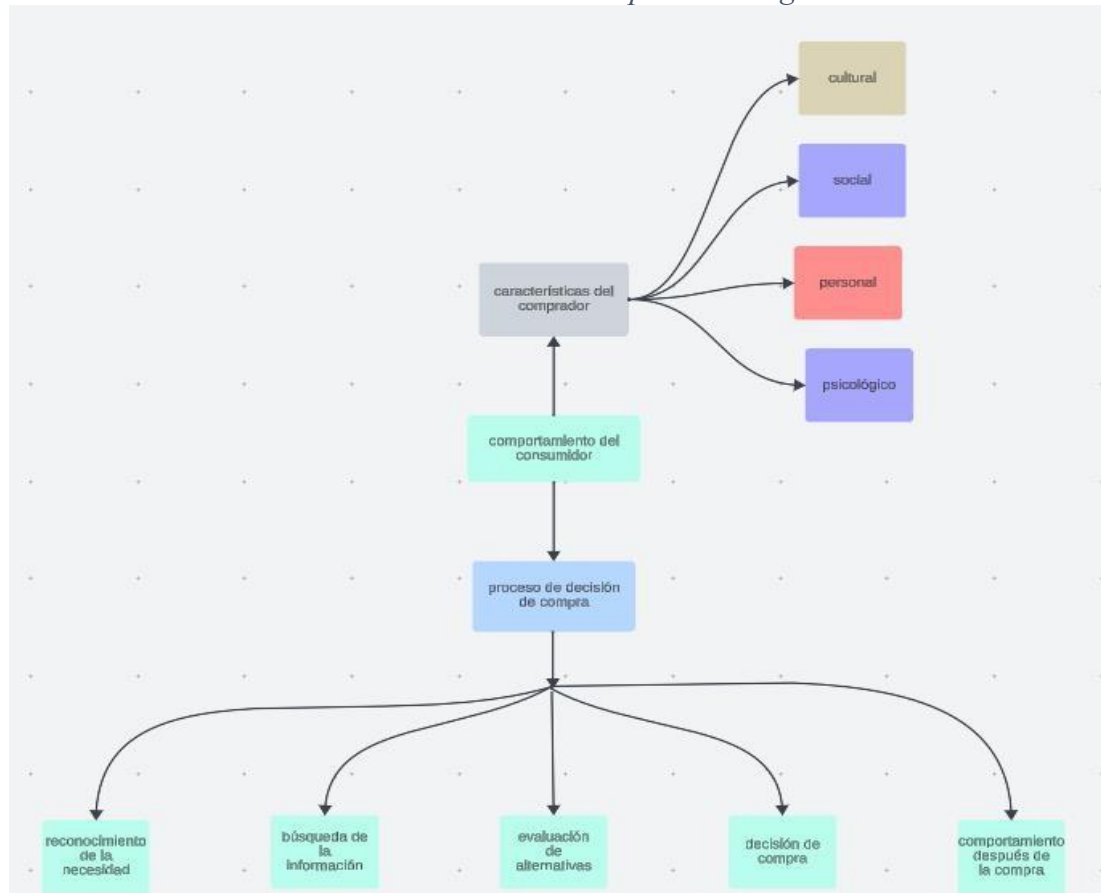 cultural
social
personal
psicológico
características del
comprador
comportamiento del
consumidor
proceso de decisión
de compra
reconocimiento
de la
necesidad
búsqueda de
la
información
evaluación
de
alternativas
decisión de
compra
comportamiento
después de
la compra